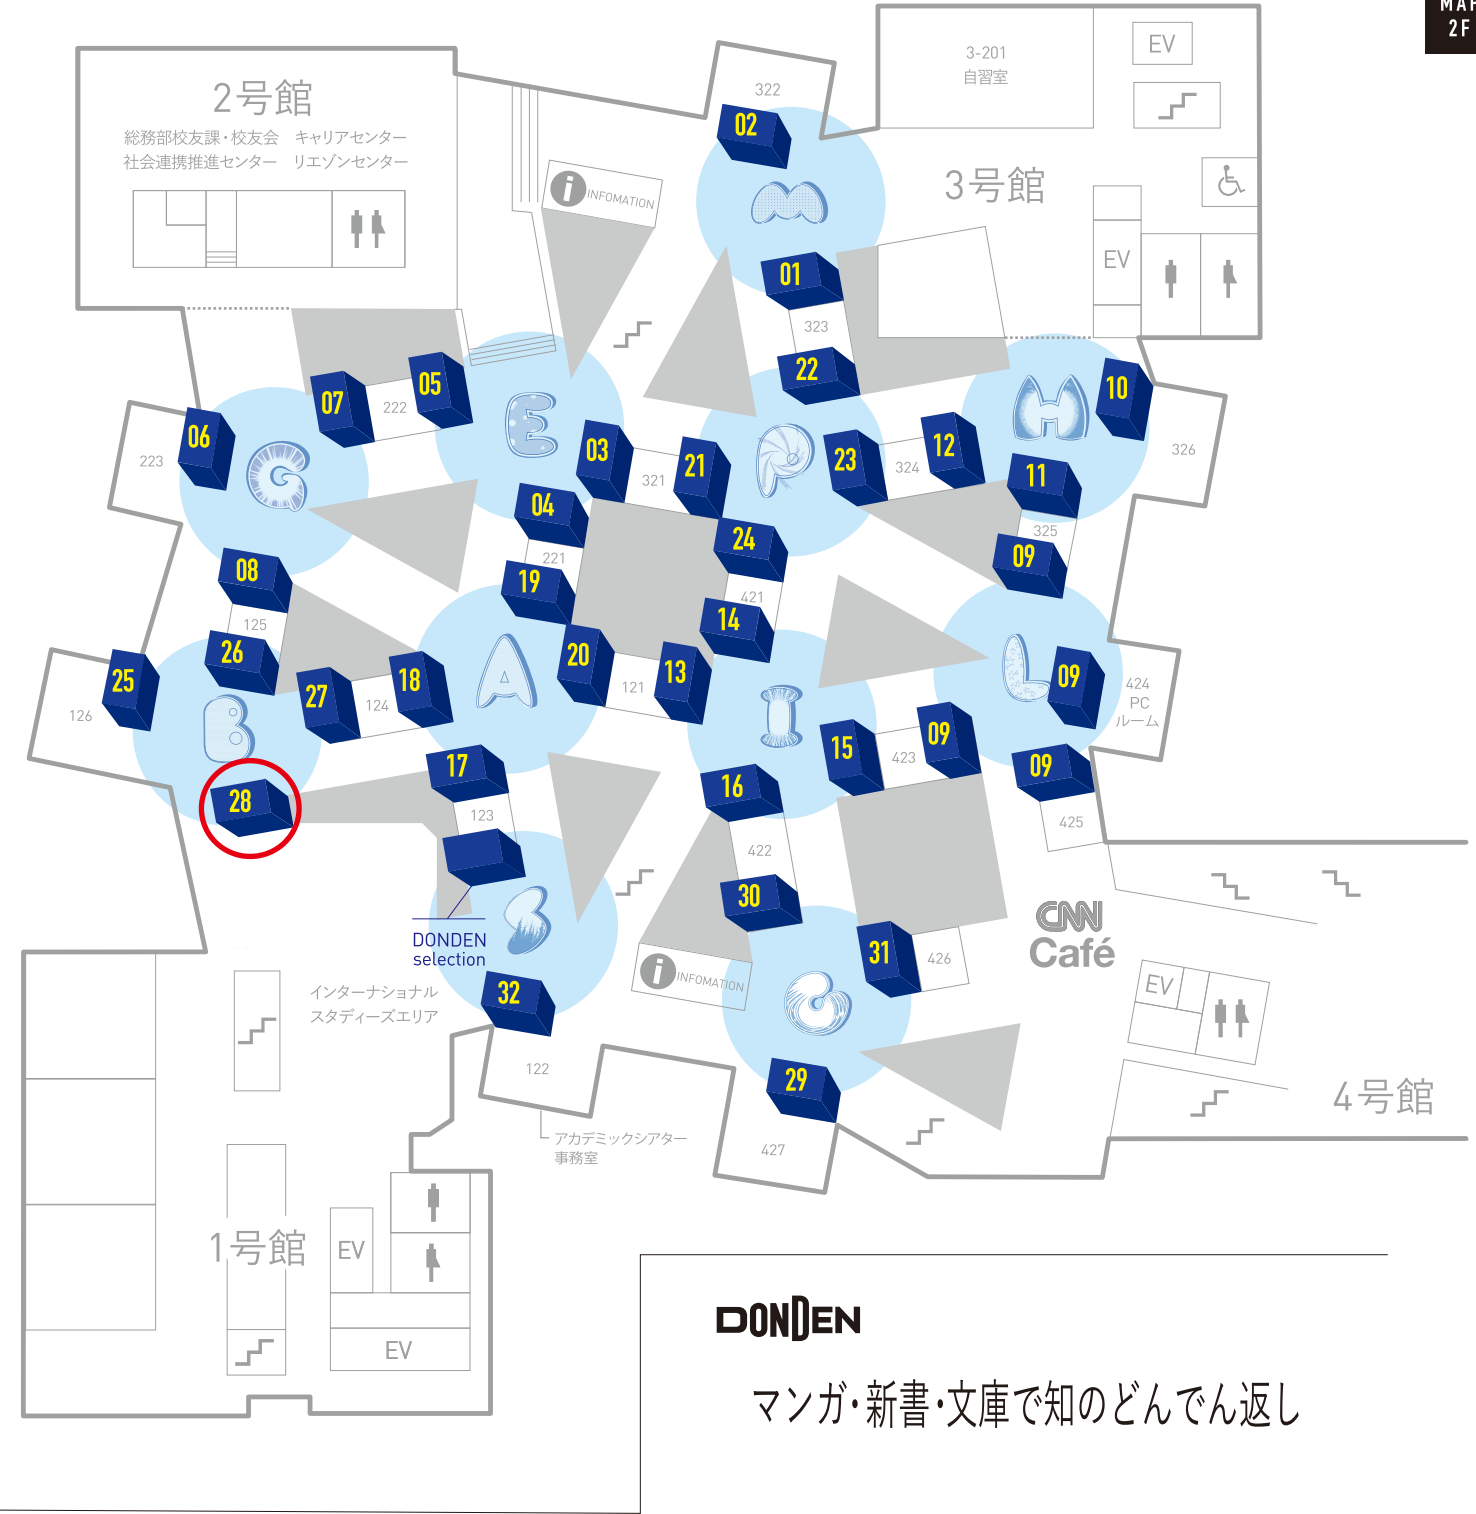 MAP
2F
2号館
総務部校友課・校友会　キャリアセンター
社会連携推進センター　リエゾンセンター
322
02
3-201
自習室
EV
3号館
i INFOMATION
M
01
EV
323
22
07
05
222
E
H
10
06
G
223
03
21
321
P
23
12
324
326
11
04
24
325
09
221
19
421
14
08
125
26
25
126
B
27
18
124
A
20
121
13
I
L
09
424
PC
ルーム
15
09
423
09
425
28
17
123
16
422
30
S
DONDEN
selection
32
i INFOMATION
31
426
CNN
Café
G
29
EV
インターナショナル
スタディーズエリア
122
アカデミックシアター
事務室
427
4号館
1号館
EV
EV
DONDEN
マンガ・新書・文庫で知のどんでん返し